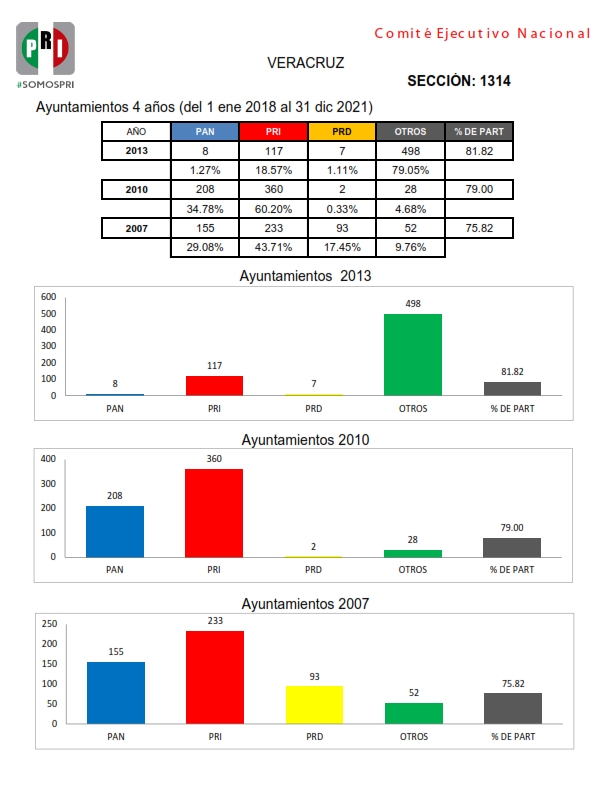 PRI
#SOMOSPRI
Comité Ejecutivo Nacional
VERACRUZ
SECCIÓN: 1314
Ayuntamientos 4 años (del 1 ene 2018 al 31 dic 2021)
AÑO PAN PRI PRD OTROS % DE PART
2013 8 117 7 498 81.82
1.27% 18.57% 1.11% 79.05%
2010 208 360 2 28 79.00
34.78% 60.20% 0.33% 4.68%
2007 155 233 93 52 75.82
29.08% 43.71% 17.45% 9.76%
Ayuntamientos 2013
600
500
400
300
200
100
0
8 117 7 498 81.82
PAN PRI PRD OTROS % DE PART
Ayuntamientos 2010
400
300
200
100
0
208 360 2 28 79.00
PAN PRI PRD OTROS % DE PART
Ayuntamientos 2007
250
200
150
100
50
0
155 233 93 52 75.82
PAN PRI PRD OTROS % DE PART